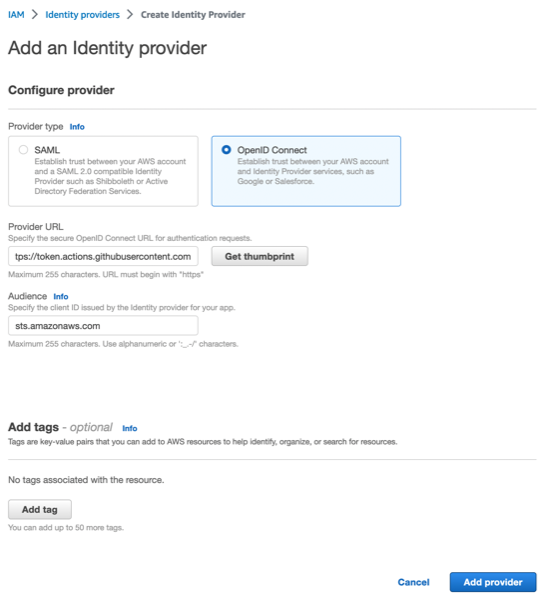 IAM > Identity providers > Create Identity Provider
Add an Identity provider
Configure provider
Provider type Info
SAML
Establish trust between your AWS account
and a SAML 2.0 compatible Identity
Provider such as Shibboleth or Active
Directory Federation Services.
OpenID Connect
Establish trust between your AWS account
and Identity Provider services, such as
Google or Salesforce.
Provider URL
Specify the secure OpenID Connect URL for authentication requests.
tps://token.actions.githubusercontent.com
Get thumbprint
Maximum 255 characters. URL must begin with "https"
Audience Info
Specify the client ID issued by the Identity provider for your app.
sts.amazonaws.com
Maximum 255 characters. Use alphanumeric or ':_.-/' characters.
Add tags - optional Info
Tags are key-value pairs that you can add to AWS resources to help identify, organize, or search for resources.
No tags associated with the resource.
Add tag
You can add up to 50 more tags.
Cancel
Add provider